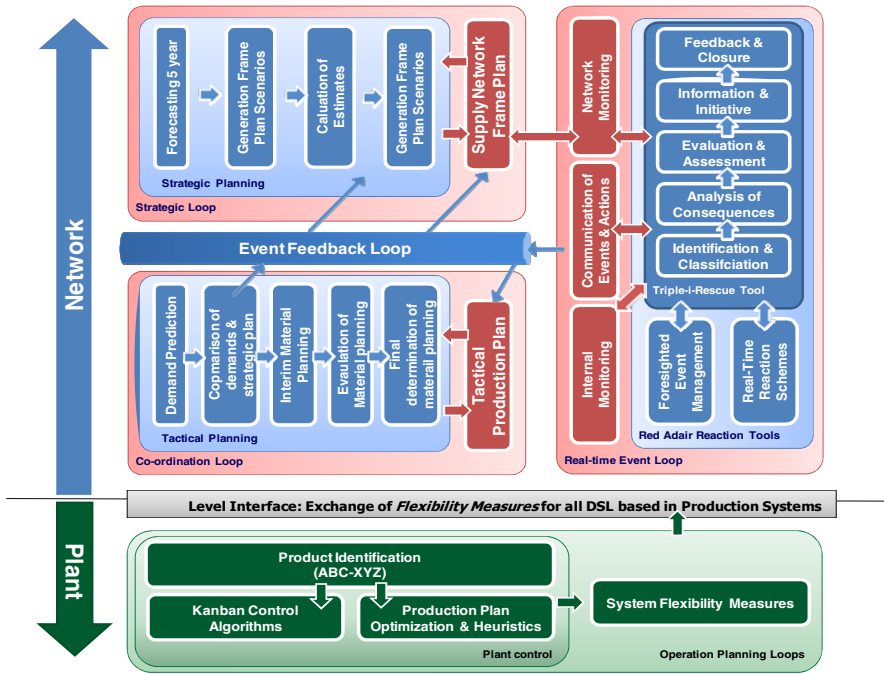 Network
Plant
Forecasting 5 year
Generation Frame
Plan Scenarios
Caluation of
Estimates
Generation Frame
Plan Scenarios
Supply Network
Frame Plan
Strategic Planning
Strategic Loop
Event Feedback Loop
Demand Prediction
Copmarison of
demands &
strategic plan
Interim Material
Planning
Evaulation of
Material planning
Final
determination of
materail planning
Tactical
Production Plan
Tactical Planning
Co-ordination Loop
Network
Monitoring
Communication of
Events & Actions
Internal
Monitoring
Feedback &
Closure
Information &
Initiative
Evaluation &
Assessment
Analysis of
Consequences
Identification &
Classifciation
Triple-i-Rescue Tool
Foresighted
Event
Management
Real-Time
Reaction
Schemes
Red Adair Reaction Tools
Real-time Event Loop
Level Interface: Exchange of Flexibility Measures for all DSL based in Production Systems
Product Identification
(ABC-XYZ)
Kanban Control
Algorithms
Production Plan
Optimization & Heuristics
System Flexibility Measures
Plant control
Operation Planning Loops